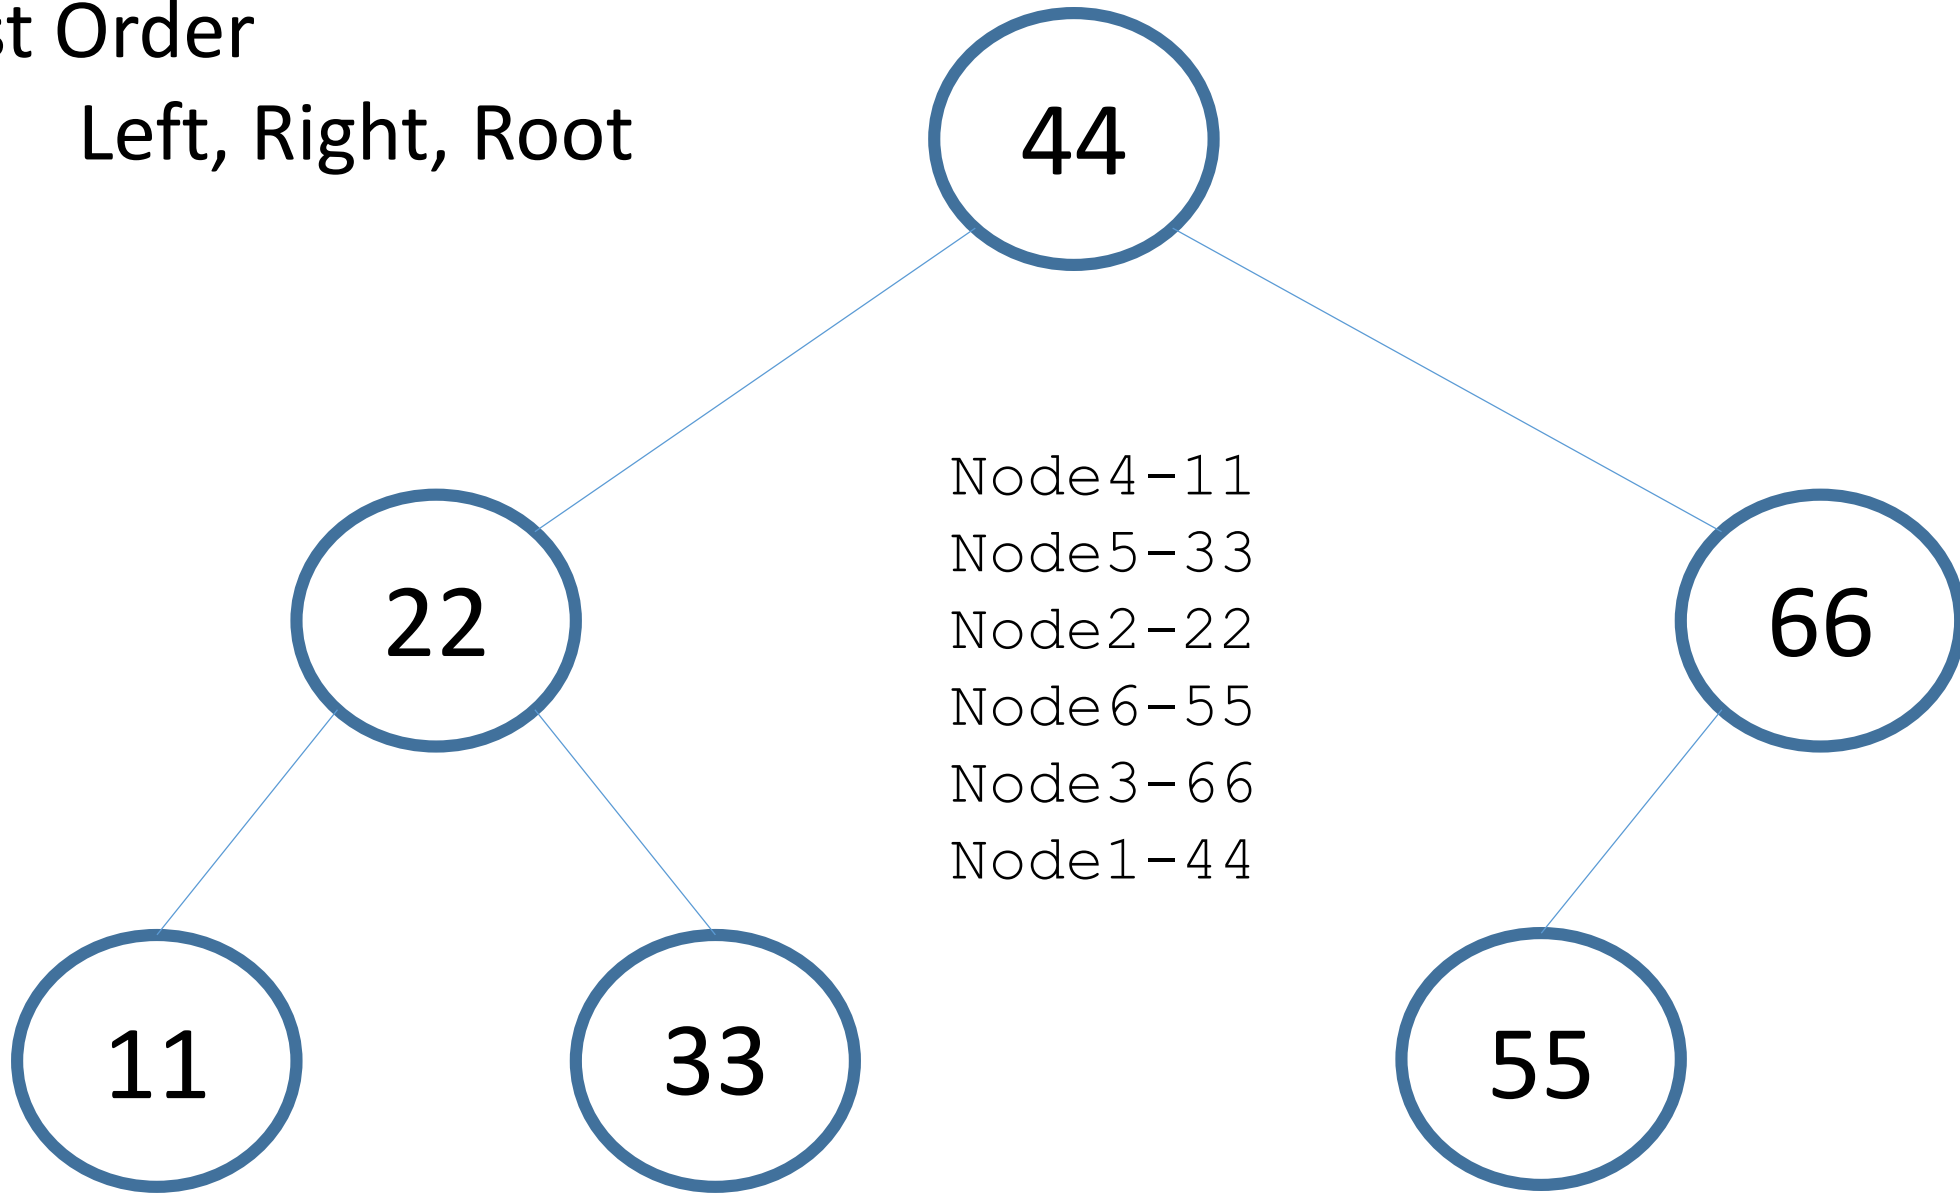 st Order
Left, Right, Root
44
Node4-11
Node5-33
Node2-22
Node6-55
Node3-66
Node1-44
22
66
11
33
55